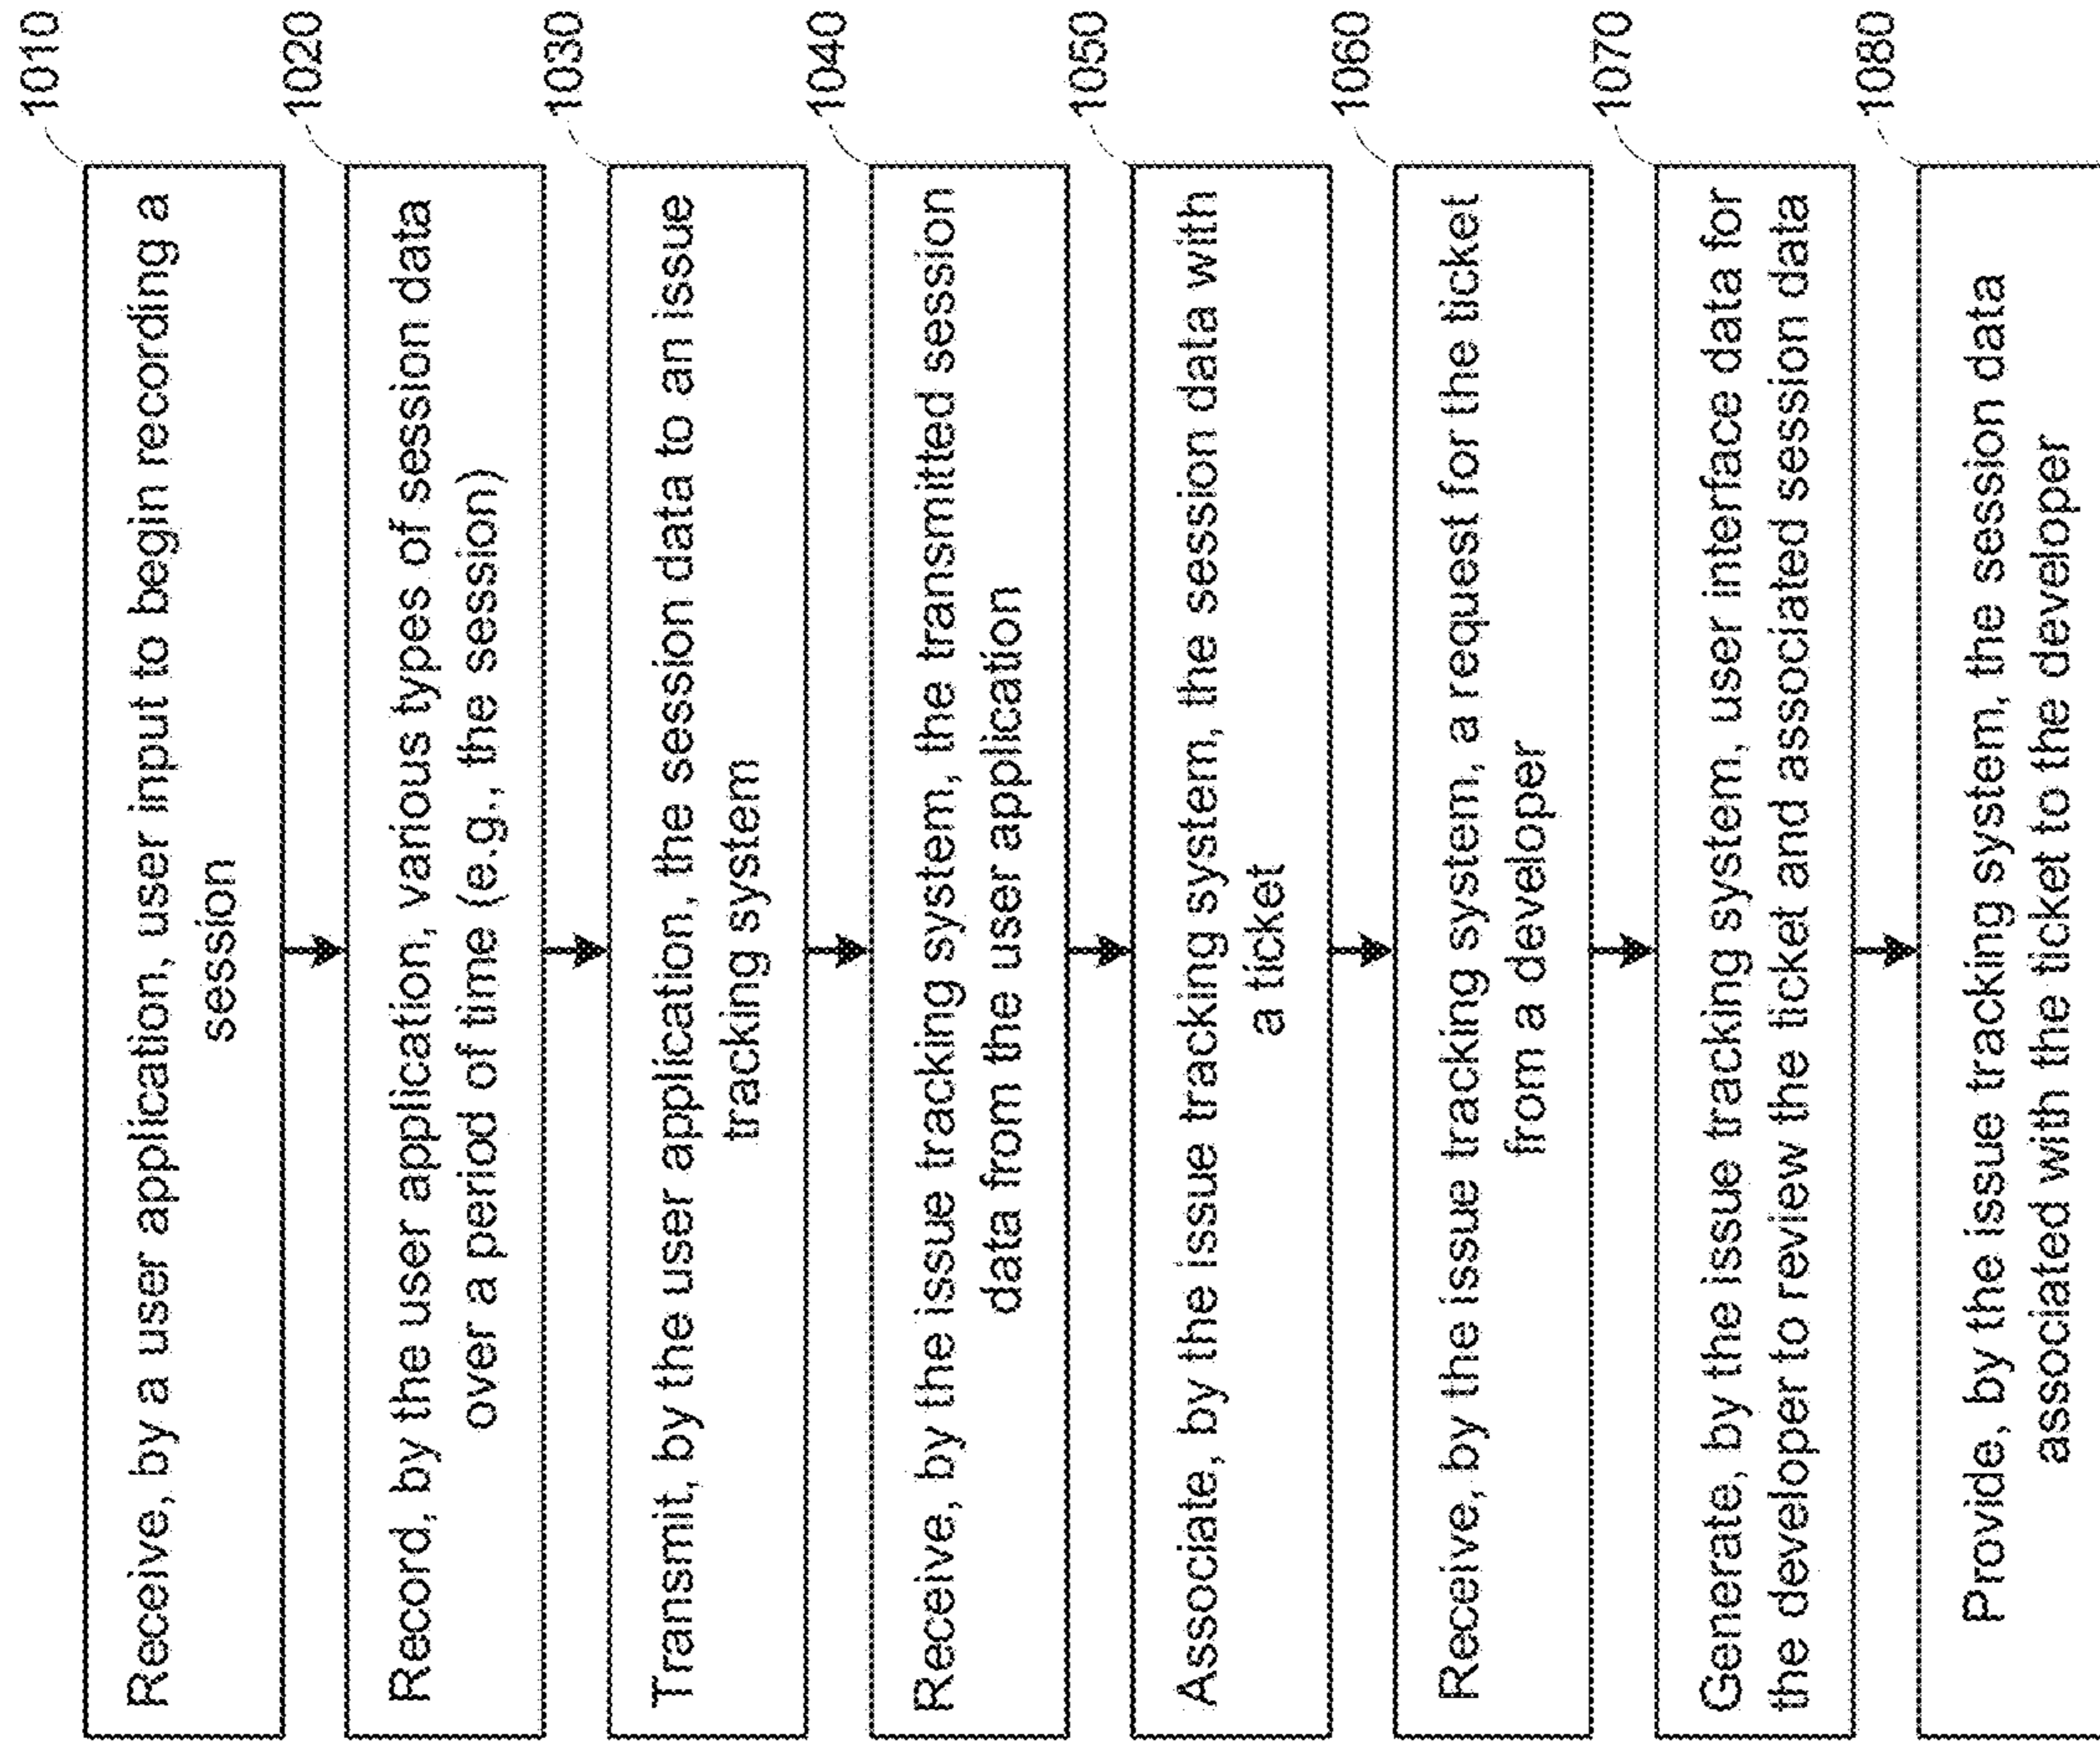 1010
Receive, by a user application, user input to begin recording a
session
1020
Record, by the user application, various types of session data
over a period of time (e.g., the session)
1030
Transmit, by the user application, the session data to an issue
tracking system
1040
Receive, by the issue tracking system, the transmitted session
data from the user application
1050
Associate, by the issue tracking system, the session data with
a ticket
1060
Receive, by the issue tracking system, a request for the ticket
from a developer
1070
Generate, by the issue tracking system, user interface data for
the developer to review the ticket and associated session data
1080
Provide, by the issue tracking system, the session data
associated with the ticket to the developer